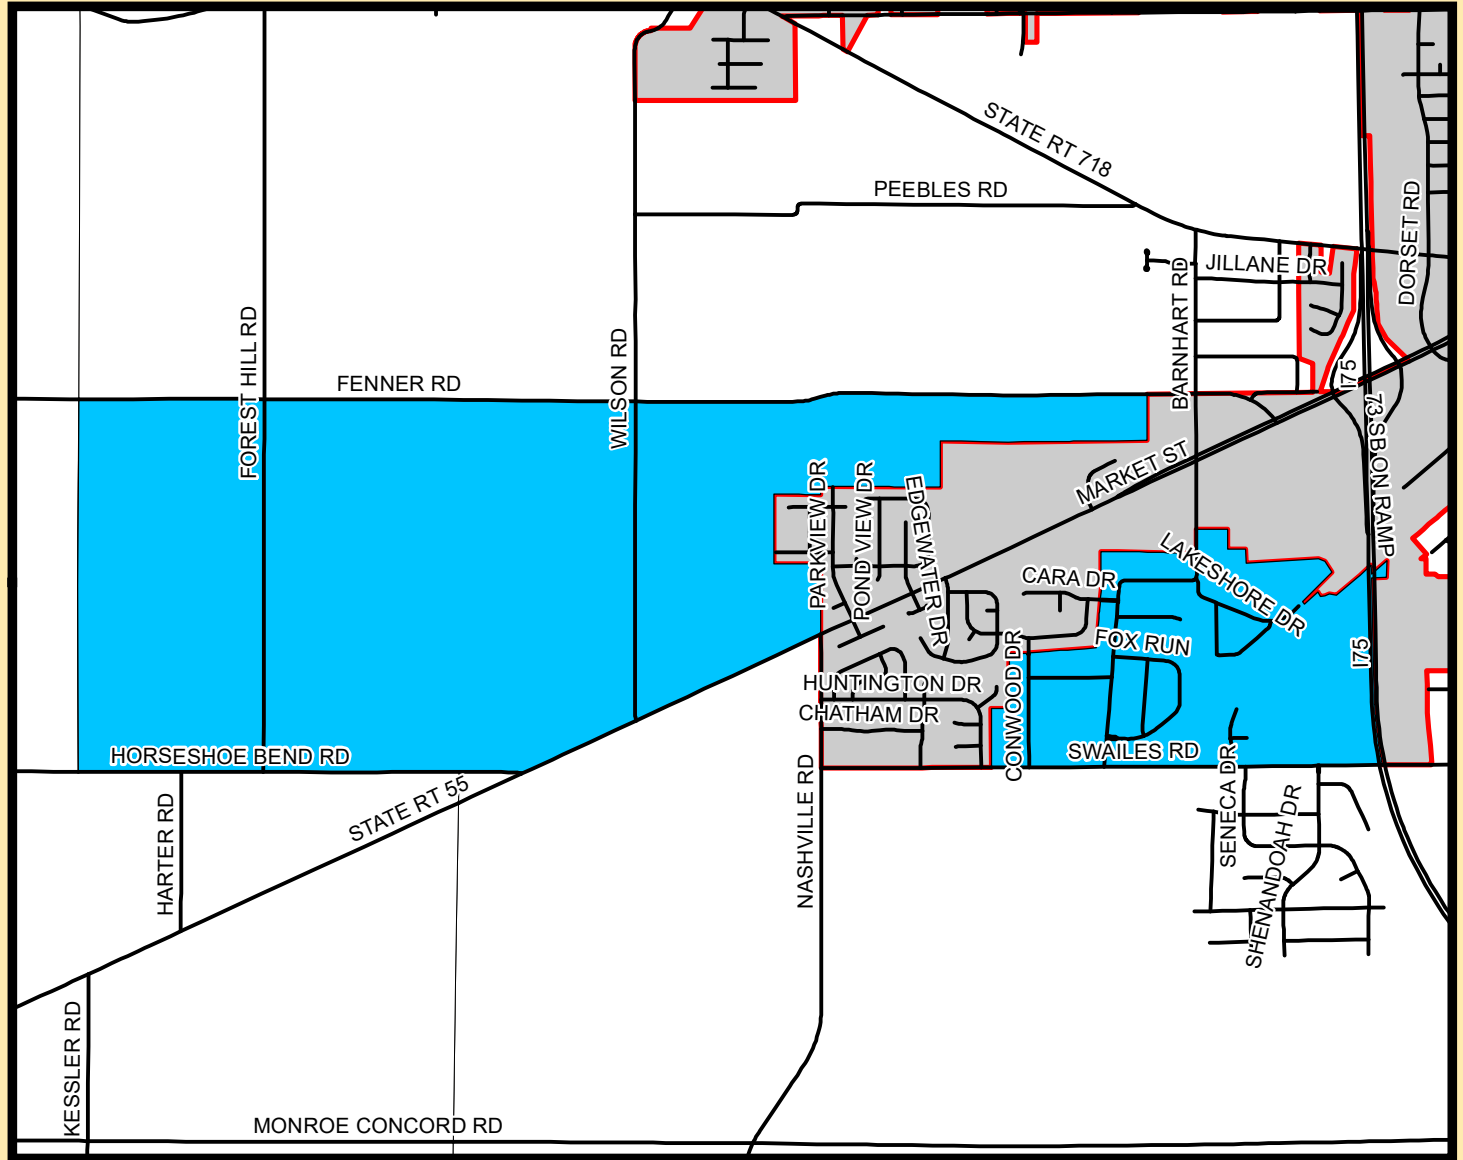 STATE RT 718
PEEBLES RD
DORSET RD
JILLANE DR
BARNHART RD
FOREST HILL RD
WILSON RD
FENNER RD
I75
73 SB ON RAMP
MARKET ST
PARKVIEW DR
POND VIEW DR
EDGEWATER DR
LAKESHORE DR
CARA DR
FOX RUN
I75
CONWOOD DR
HUNTINGTON DR
CHATHAM DR
HORSESHOE BEND RD
SWAILES RD
SENECA DR
STATE RT 55
HARTER RD
NASHVILLE RD
SHENANDOAH DR
KESSLER RD
MONROE CONCORD RD